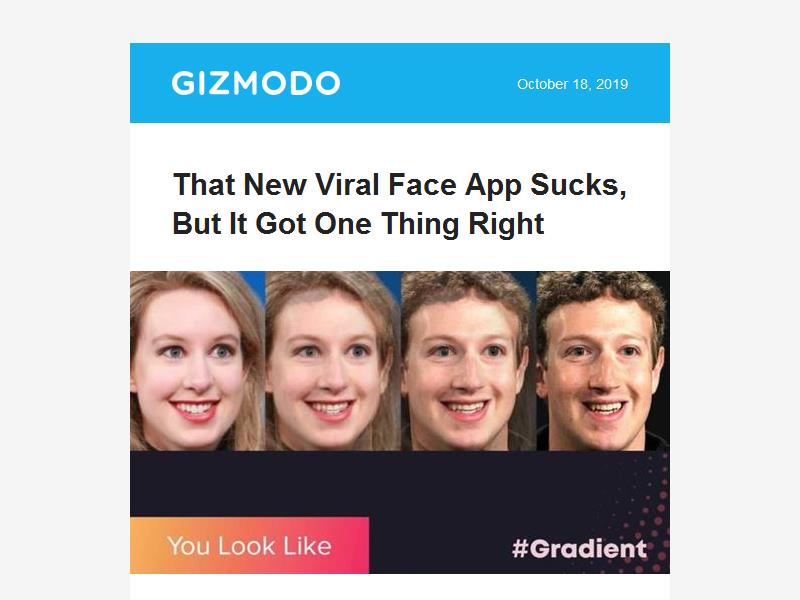 GIZMODO
October 18, 2019
That New Viral Face App Sucks,
But It Got One Thing Right
You Look Like
#Gradient